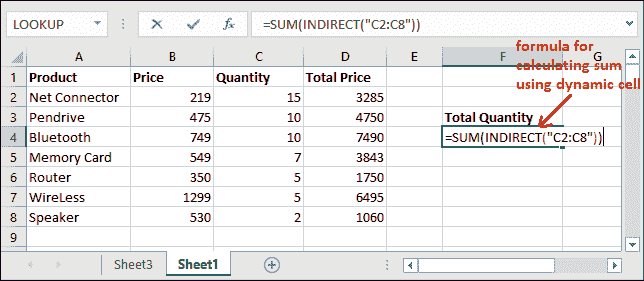 LOOKUP =SUM(INDIRECT("C2:C8"))
A B C D E F G
1 Product Price Quantity Total Price
2 Net Connector 219 15 3285
3 Pendrive 475 10 4750 Total Quantity
4 Bluetooth 749 10 7490 =SUM(INDIRECT("C2:C8"))
5 Memory Card 549 7 3843
6 Router 350 5 1750
7 WireLess 1299 5 6495
8 Speaker 530 2 1060
9
formula for
calculating sum
using dynamic cell
Sheet3 Sheet1